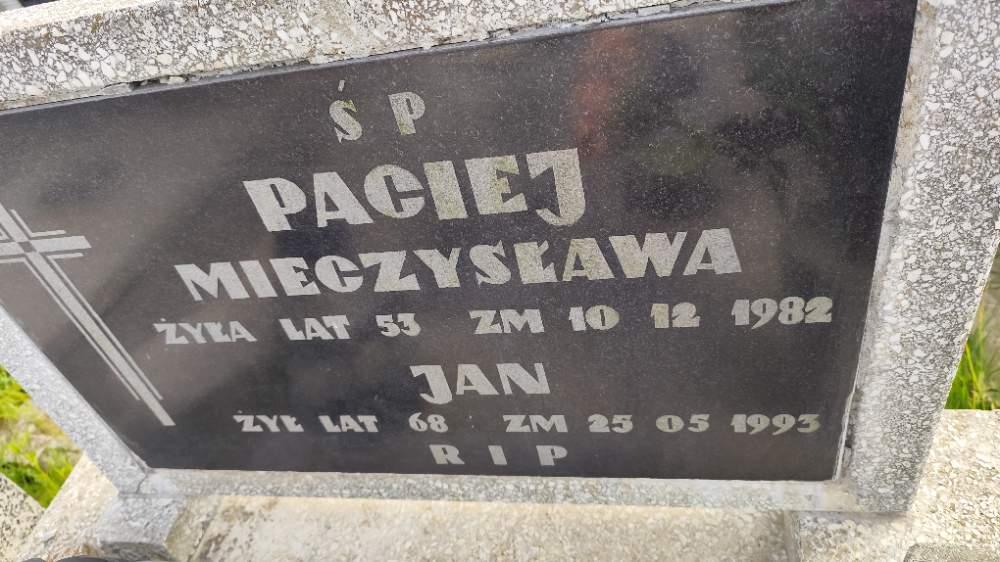 Ś P
PACIEJ
MIECZYSŁAWA
ŻYŁA LAT 53 ZM 10 12 1982
JAN
ŻYŁ LAT 68 ZM 25 05 1993
R I P